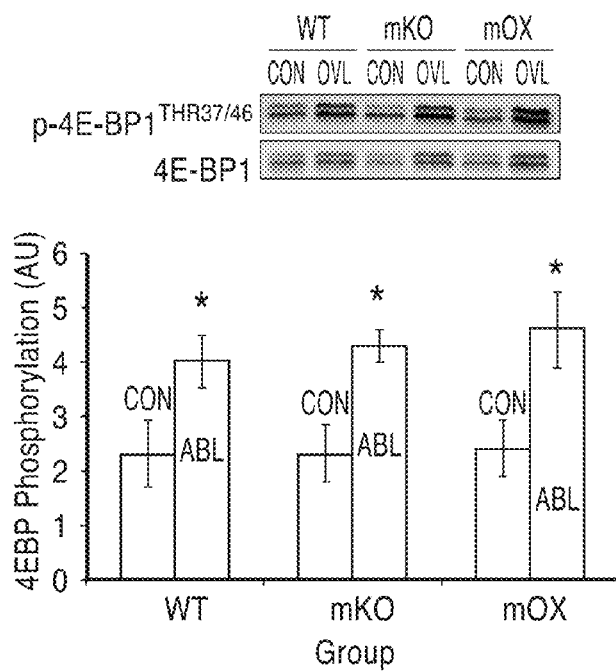 WT mKO mOX
CON OVL CON OVL CON OVL
p-4E-BP1THR37/46
4E-BP1
4EBP Phosphorylation (AU)
6
5
4
3
2
1
0
* * *
CON ABL CON ABL CON ABL
WT mKO mOX
Group